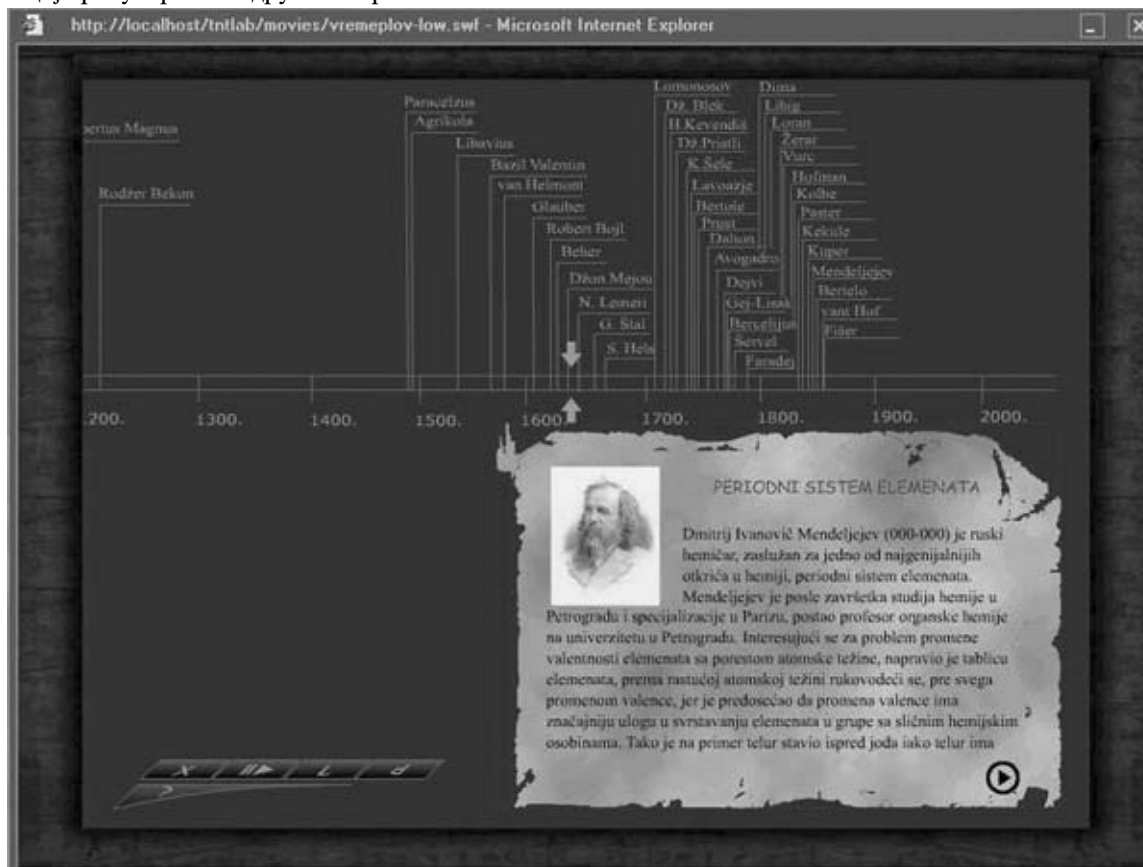 http://localhost/tntlab/movies/vremeplov-low.swf - Microsoft Internet Explorer
Lomonosov
Dima
Paracelzus
Dž. Blek
Libig
Agrikola
H.Kevendiš
Loran
ertus Magnus
Libavius
Dž.Pristli
Žerar
Bazil Valentin
K.Šele
Vurc
van Helmont
Lavoazje
Hofman
Rodžer Bekon
Glauber
Bertole
Kolbe
Robert Bojl
Prust
Paster
Beher
Dalton
Kekule
Džon Mejou
Avogadro
Kuper
N. Lemeri
Dejvi
Mendeljejev
G. Štal
Gej-Lisak
Bertelo
S. Hels
Bercelijus
vant Hof
Fišer
Faradej
200. 1300. 1400. 1500. 1600. 1700. 1800. 1900. 2000.
PERIODNI SISTEM ELEMENATA
Dmitrij Ivanovič Mendeljejev (000-000) je ruski
hemičar, zaslužan za jedno od najgenijalnijih
otkrića u hemiji, periodni sistem elemenata.
Mendeljejev je posle završetka studija hemije u
Petrogradu i specijalizacije u Parizu, postao profesor organske hemije
na univerzitetu u Petrogradu. Interesujući se za problem promene
valentnosti elemenata sa porestom atomske težine, napravio je tablicu
elemenata, prema rastućoj atomskoj težini rukovodeći se, pre svega
promenom valence, jer je predosećao da promena valence ima
značajniju ulogu u svrstavanju elemenata u grupe sa sličnim hemijskim
osobinama. Tako je na primer telur stavio ispred joda iako telur ima